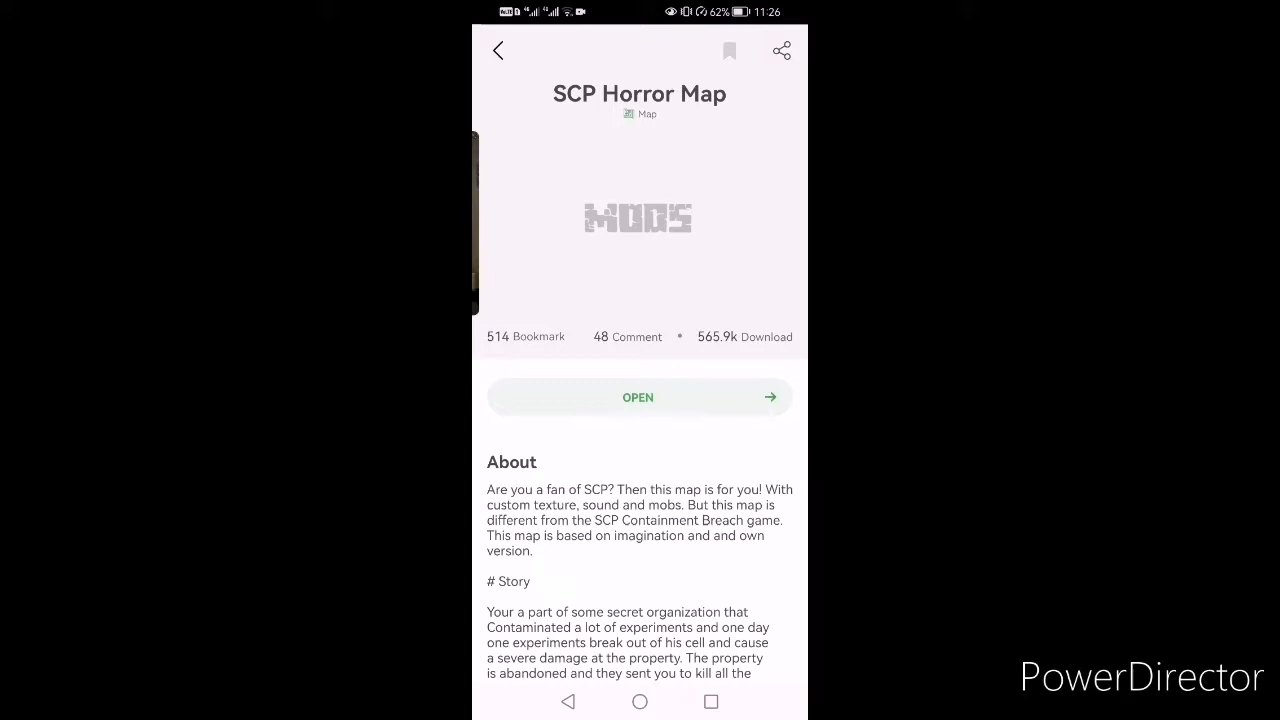 62% 11:26
SCP Horror Map
Map
MODS
514 Bookmark 48 Comment • 565.9k Download
OPEN
About
Are you a fan of SCP? Then this map is for you! With
custom texture, sound and mobs. But this map is
different from the SCP Containment Breach game.
This map is based on imagination and and own
version.
# Story
Your a part of some secret organization that
Contaminated a lot of experiments and one day
one experiments break out of his cell and cause
a severe damage at the property. The property
is abandoned and they sent you to kill all the
PowerDirector